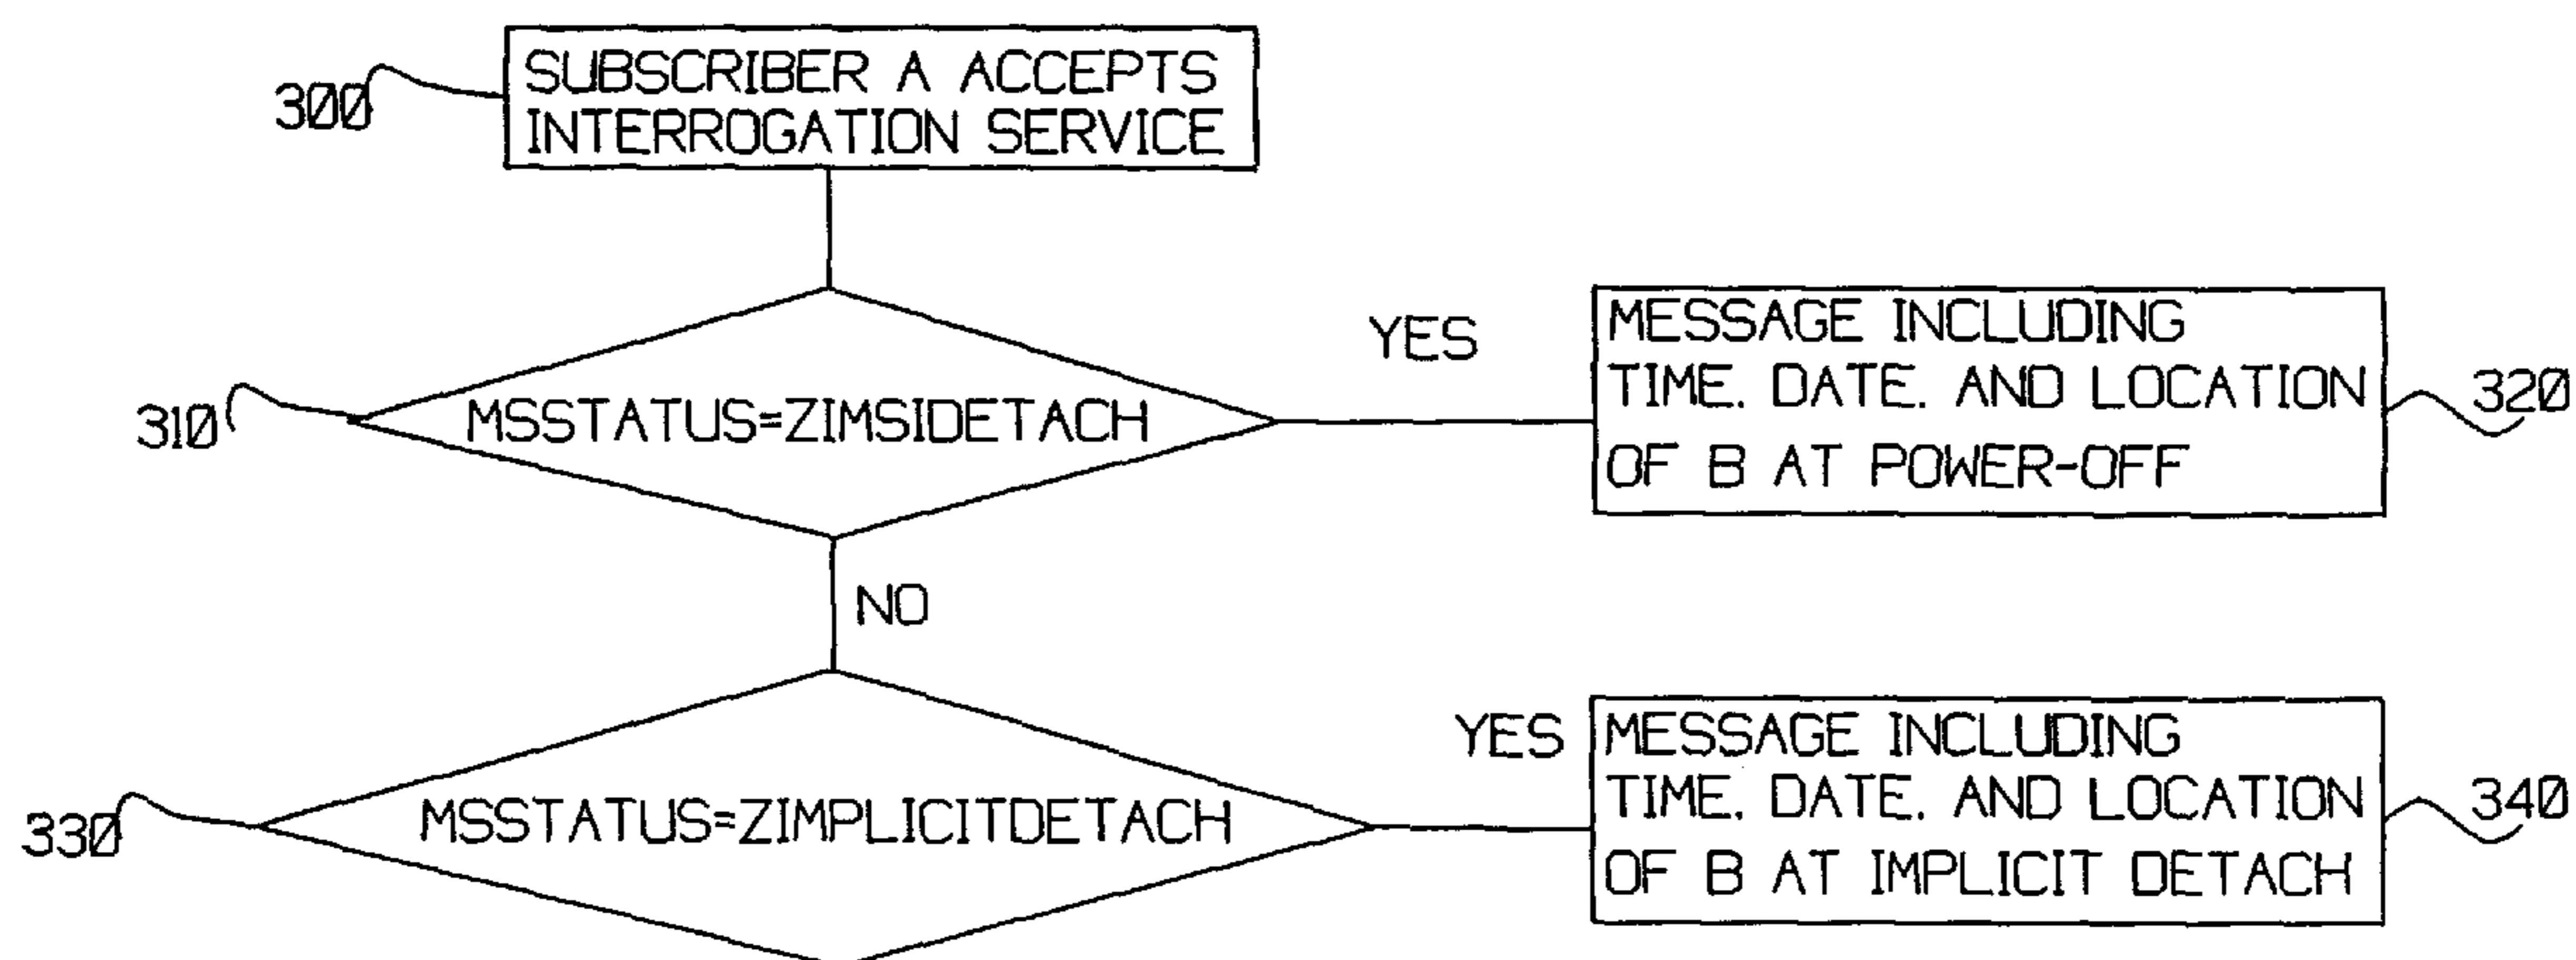 300
SUBSCRIBER A ACCEPTS
INTERROGATION SERVICE
310
MSSTATUS=ZIMSIDETACH
YES
MESSAGE INCLUDING
TIME, DATE, AND LOCATION
OF B AT POWER-OFF
320
NO
330
MSSTATUS=ZIMPLICITDETACH
YES
MESSAGE INCLUDING
TIME, DATE, AND LOCATION
OF B AT IMPLICIT DETACH
340